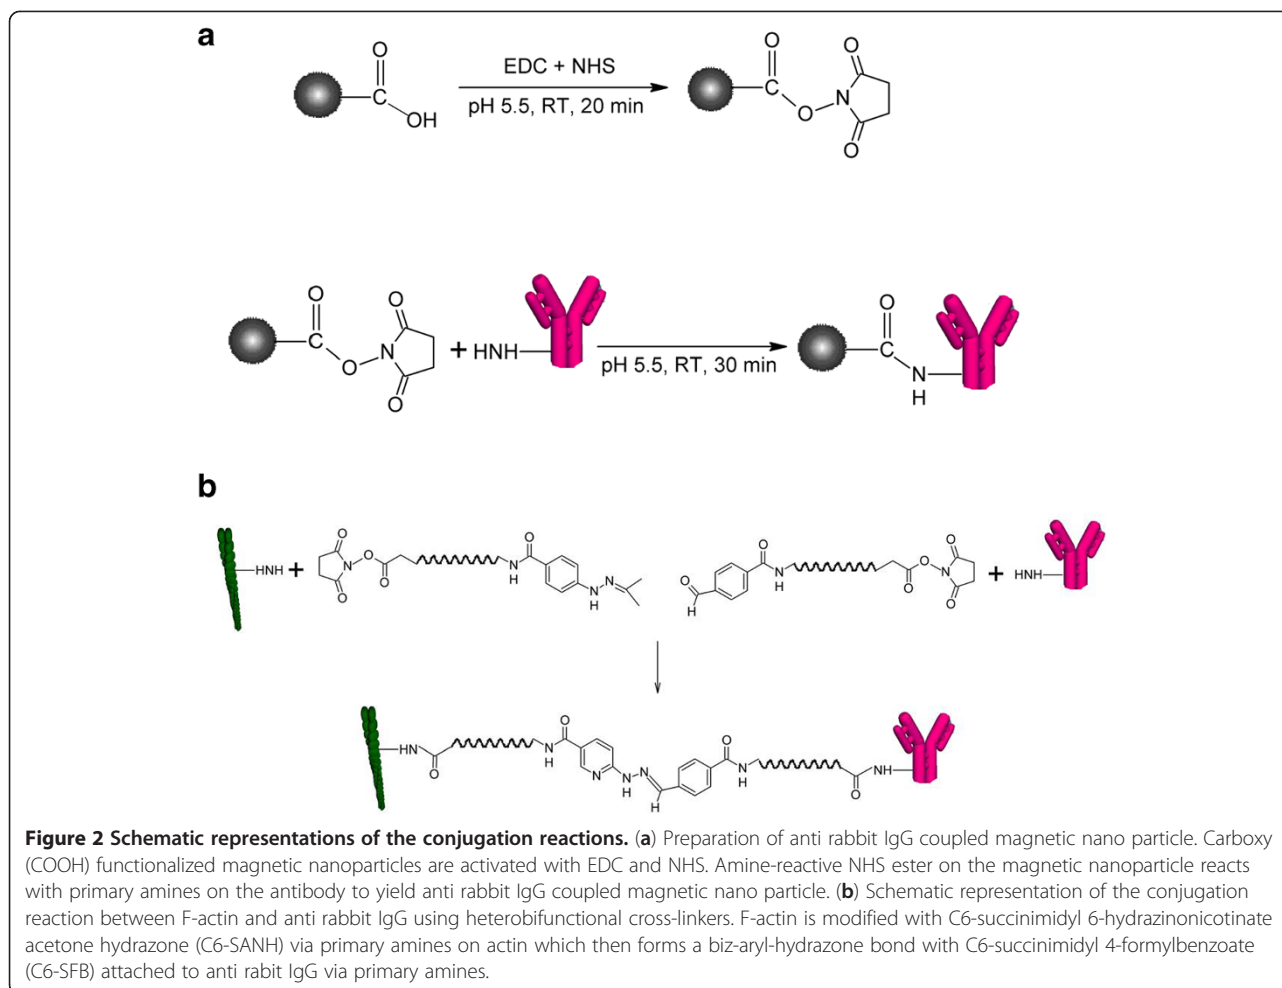 a
O
C
OH
EDC + NHS
pH 5.5, RT, 20 min
O
C
O
N
O
O
O
C
O
N
O
O
+
HNH
pH 5.5, RT, 30 min
O
C
N
H
b
HNH
+
O
N
O
O
O
O
N
H
N
H
N
O
H
O
N
H
O
O
N
O
O
+
HNH
HN
O
N
H
O
N
N
H
N
H
O
N
H
O
NH
Figure 2 Schematic representations of the conjugation reactions. (a) Preparation of anti rabbit IgG coupled magnetic nano particle. Carboxy
(COOH) functionalized magnetic nanoparticles are activated with EDC and NHS. Amine-reactive NHS ester on the magnetic nanoparticle reacts
with primary amines on the antibody to yield anti rabbit IgG coupled magnetic nano particle. (b) Schematic representation of the conjugation
reaction between F-actin and anti rabbit IgG using heterobifunctional cross-linkers. F-actin is modified with C6-succinimidyl 6-hydrazinonicotinate
acetone hydrazone (C6-SANH) via primary amines on actin which then forms a biz-aryl-hydrazone bond with C6-succinimidyl 4-formylbenzoate
(C6-SFB) attached to anti rabit IgG via primary amines.